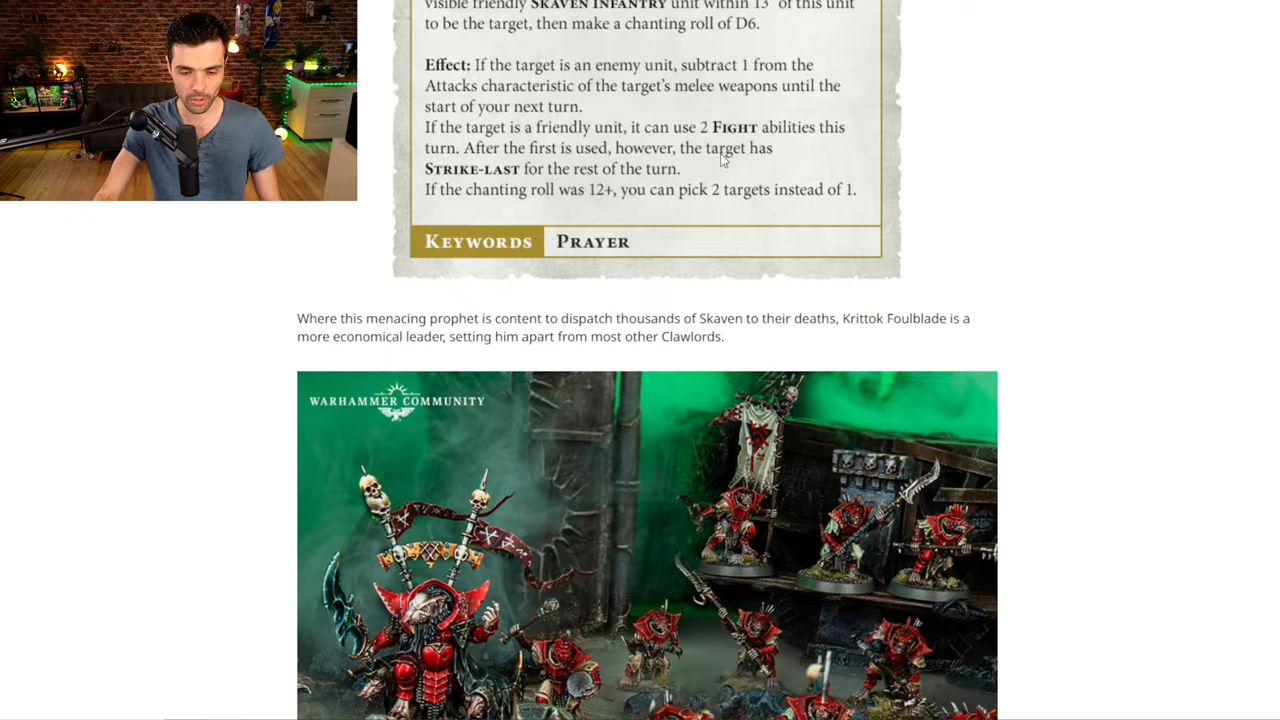 visible friendly SKAVEN INFANTRY unit within 13" of this unit
to be the target, then make a chanting roll of D6.
Effect: If the target is an enemy unit, subtract 1 from the
Attacks characteristic of the target's melee weapons until the
start of your next turn.
If the target is a friendly unit, it can use 2 FIGHT abilities this
turn. After the first is used, however, the target has
STRIKE-LAST for the rest of the turn.
If the chanting roll was 12+, you can pick 2 targets instead of 1.
KEYWORDS PRAYER
Where this menacing prophet is content to dispatch thousands of Skaven to their deaths, Krittok Foulblade is a
more economical leader, setting him apart from most other Clawlords.
WARHAMMER COMMUNITY